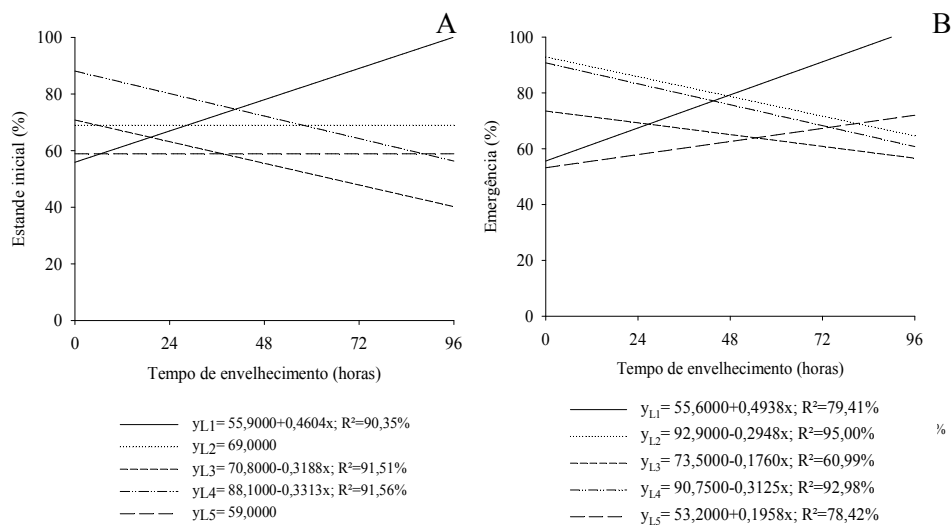 A
100
80
60
40
20
0
Estande inicial (%)
0 24 48 72 96
Tempo de envelhecimento (horas)
yL1= 55,9000+0,4604x; R²=90,35%
yL2= 69,0000
yL3= 70,8000-0,3188x; R²=91,51%
yL4= 88,1000-0,3313x; R²=91,56%
yL5= 59,0000
B
100
80
60
40
20
0
Emergência (%)
0 24 48 72 96
Tempo de envelhecimento (horas)
yL1= 55,6000+0,4938x; R²=79,41%
yL2= 92,9000-0,2948x; R²=95,00%
yL3= 73,5000-0,1760x; R²=60,99%
yL4= 90,7500-0,3125x; R²=92,98%
yL5= 53,2000+0,1958x; R²=78,42%
%